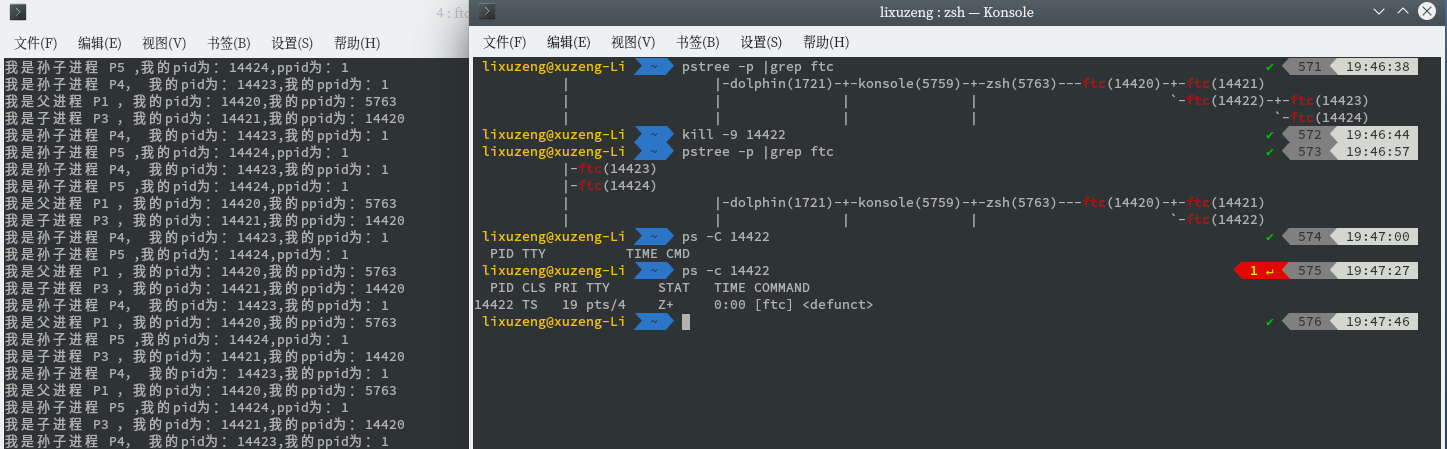 4 : ftc
文件(F) 编辑(E) 视图(V) 书签(B) 设置(S) 帮助(H)
我是孙子进程 P5 ,我的pid为: 14424,ppid为: 1
我是孙子进程 P4, 我的pid为: 14423,我的ppid为: 1
我是父进程 P1 , 我的pid为: 14420,我的ppid为: 5763
我是子进程 P3 , 我的pid为: 14421,我的ppid为: 14420
我是孙子进程 P4, 我的pid为: 14423,我的ppid为: 1
我是孙子进程 P5 ,我的pid为: 14424,ppid为: 1
我是孙子进程 P4, 我的pid为: 14423,我的ppid为: 1
我是孙子进程 P5 ,我的pid为: 14424,ppid为: 1
我是父进程 P1 , 我的pid为: 14420,我的ppid为: 5763
我是子进程 P3 , 我的pid为: 14421,我的ppid为: 14420
我是孙子进程 P4, 我的pid为: 14423,我的ppid为: 1
我是孙子进程 P5 ,我的pid为: 14424,ppid为: 1
我是父进程 P1 , 我的pid为: 14420,我的ppid为: 5763
我是子进程 P3 , 我的pid为: 14421,我的ppid为: 14420
我是孙子进程 P4, 我的pid为: 14423,我的ppid为: 1
我是父进程 P1 , 我的pid为: 14420,我的ppid为: 5763
我是孙子进程 P5 ,我的pid为: 14424,ppid为: 1
我是子进程 P3 , 我的pid为: 14421,我的ppid为: 14420
我是孙子进程 P4, 我的pid为: 14423,我的ppid为: 1
我是父进程 P1 , 我的pid为: 14420,我的ppid为: 5763
我是孙子进程 P5 ,我的pid为: 14424,ppid为: 1
我是子进程 P3 , 我的pid为: 14421,我的ppid为: 14420
我是孙子进程 P4, 我的pid为: 14423,我的ppid为: 1
lixuzeng : zsh — Konsole
文件(F) 编辑(E) 视图(V) 书签(B) 设置(S) 帮助(H)
lixuzeng@xuzeng-Li ~ pstree -p |grep ftc ✔ 571 19:46:38
| |-dolphin(1721)-+-konsole(5759)-+-zsh(5763)---ftc(14420)-+-ftc(14421)
| | | | `-ftc(14422)-+-ftc(14423)
| | | | `-ftc(14424)
lixuzeng@xuzeng-Li ~ kill -9 14422 ✔ 572 19:46:44
lixuzeng@xuzeng-Li ~ pstree -p |grep ftc ✔ 573 19:46:57
|-ftc(14423)
|-ftc(14424)
| |-dolphin(1721)-+-konsole(5759)-+-zsh(5763)---ftc(14420)-+-ftc(14421)
| | | | `-ftc(14422)
lixuzeng@xuzeng-Li ~ ps -C 14422 ✔ 574 19:47:00
PID TTY TIME CMD
lixuzeng@xuzeng-Li ~ ps -c 14422 1 ↵ 575 19:47:27
PID CLS PRI TTY STAT TIME COMMAND
14422 TS 19 pts/4 Z+ 0:00 [ftc] <defunct>
lixuzeng@xuzeng-Li ~ ✔ 576 19:47:46